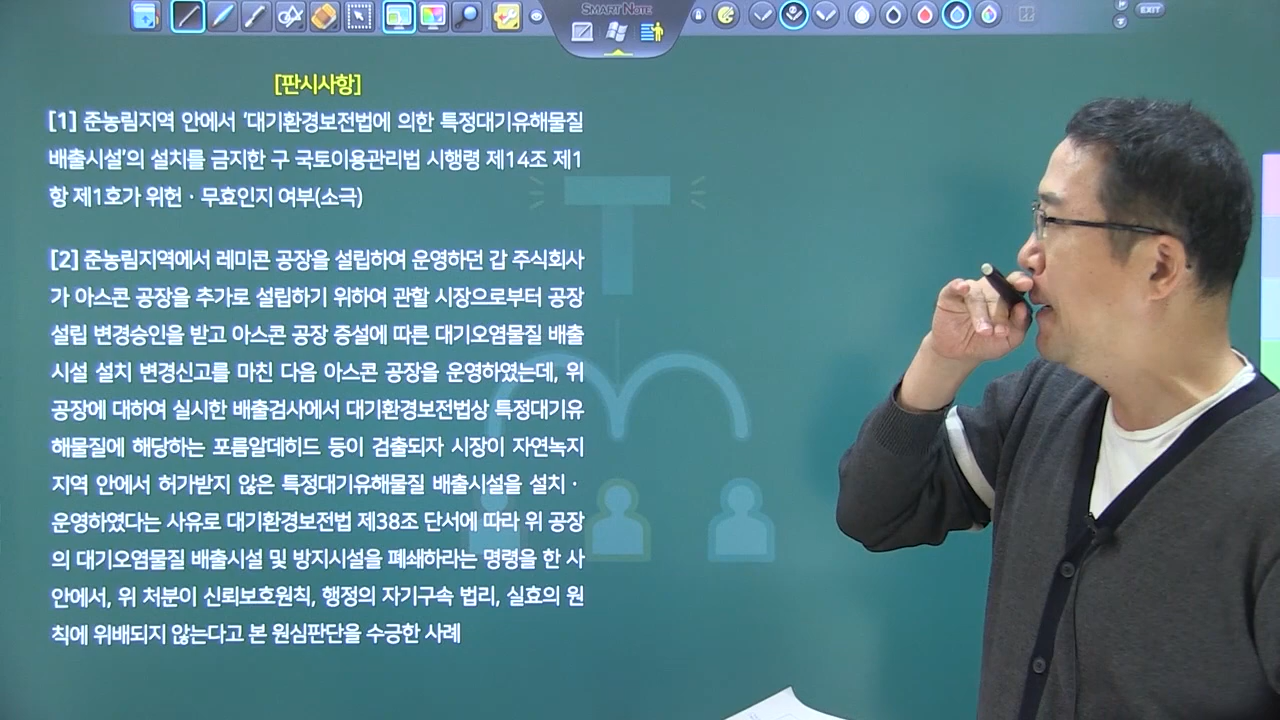 SMART NOTE
EXIT
[판시사항]
[1] 준농림지역 안에서 '대기환경보전법에 의한 특정대기유해물질
배출시설'의 설치를 금지한 구 국토이용관리법 시행령 제14조 제1
항 제1호가 위헌 · 무효인지 여부(소극)
[2] 준농림지역에서 레미콘 공장을 설립하여 운영하던 갑 주식회사
가 아스콘 공장을 추가로 설립하기 위하여 관할 시장으로부터 공장
설립 변경승인을 받고 아스콘 공장 증설에 따른 대기오염물질 배출
시설 설치 변경신고를 마친 다음 아스콘 공장을 운영하였는데, 위
공장에 대하여 실시한 배출검사에서 대기환경보전법상 특정대기유
해물질에 해당하는 포름알데히드 등이 검출되자 시장이 자연녹지
지역 안에서 허가받지 않은 특정대기유해물질 배출시설을 설치 ·
운영하였다는 사유로 대기환경보전법 제38조 단서에 따라 위 공장
의 대기오염물질 배출시설 및 방지시설을 폐쇄하라는 명령을 한 사
안에서, 위 처분이 신뢰보호원칙, 행정의 자기구속 법리, 실효의 원
칙에 위배되지 않는다고 본 원심판단을 수긍한 사례